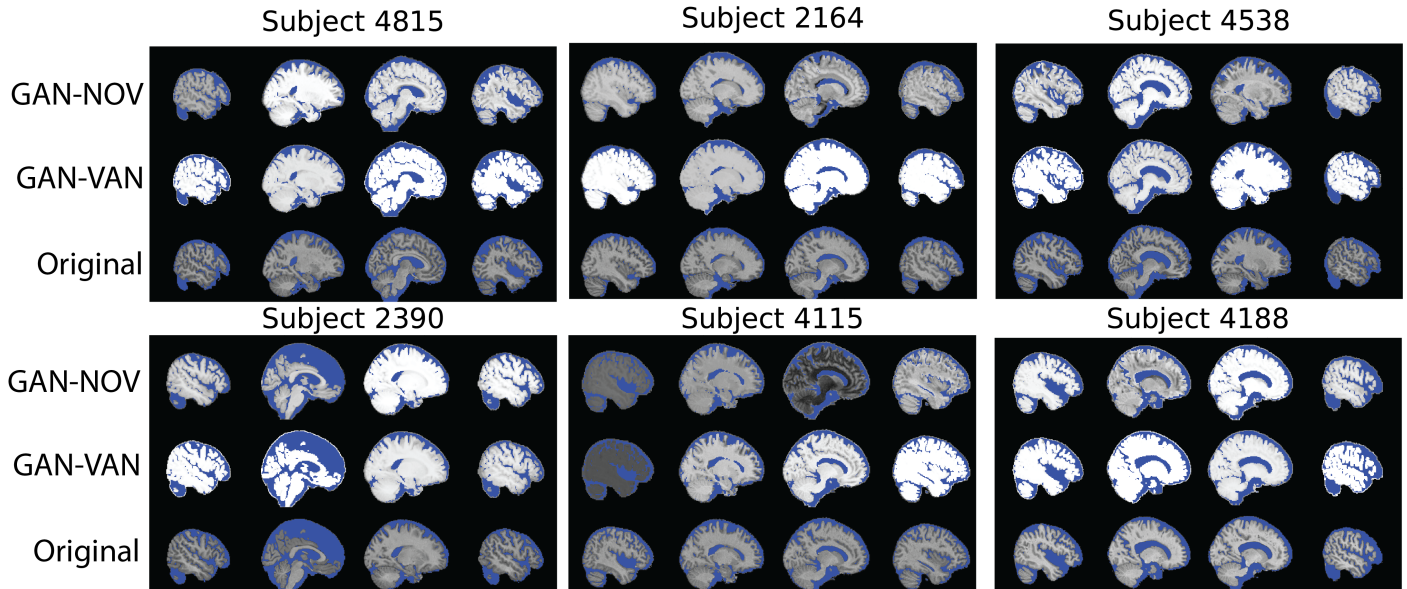 Subject 4815
Subject 2164
Subject 4538
GAN-NOV
GAN-VAN
Original
Subject 2390
Subject 4115
Subject 4188
GAN-NOV
GAN-VAN
Original